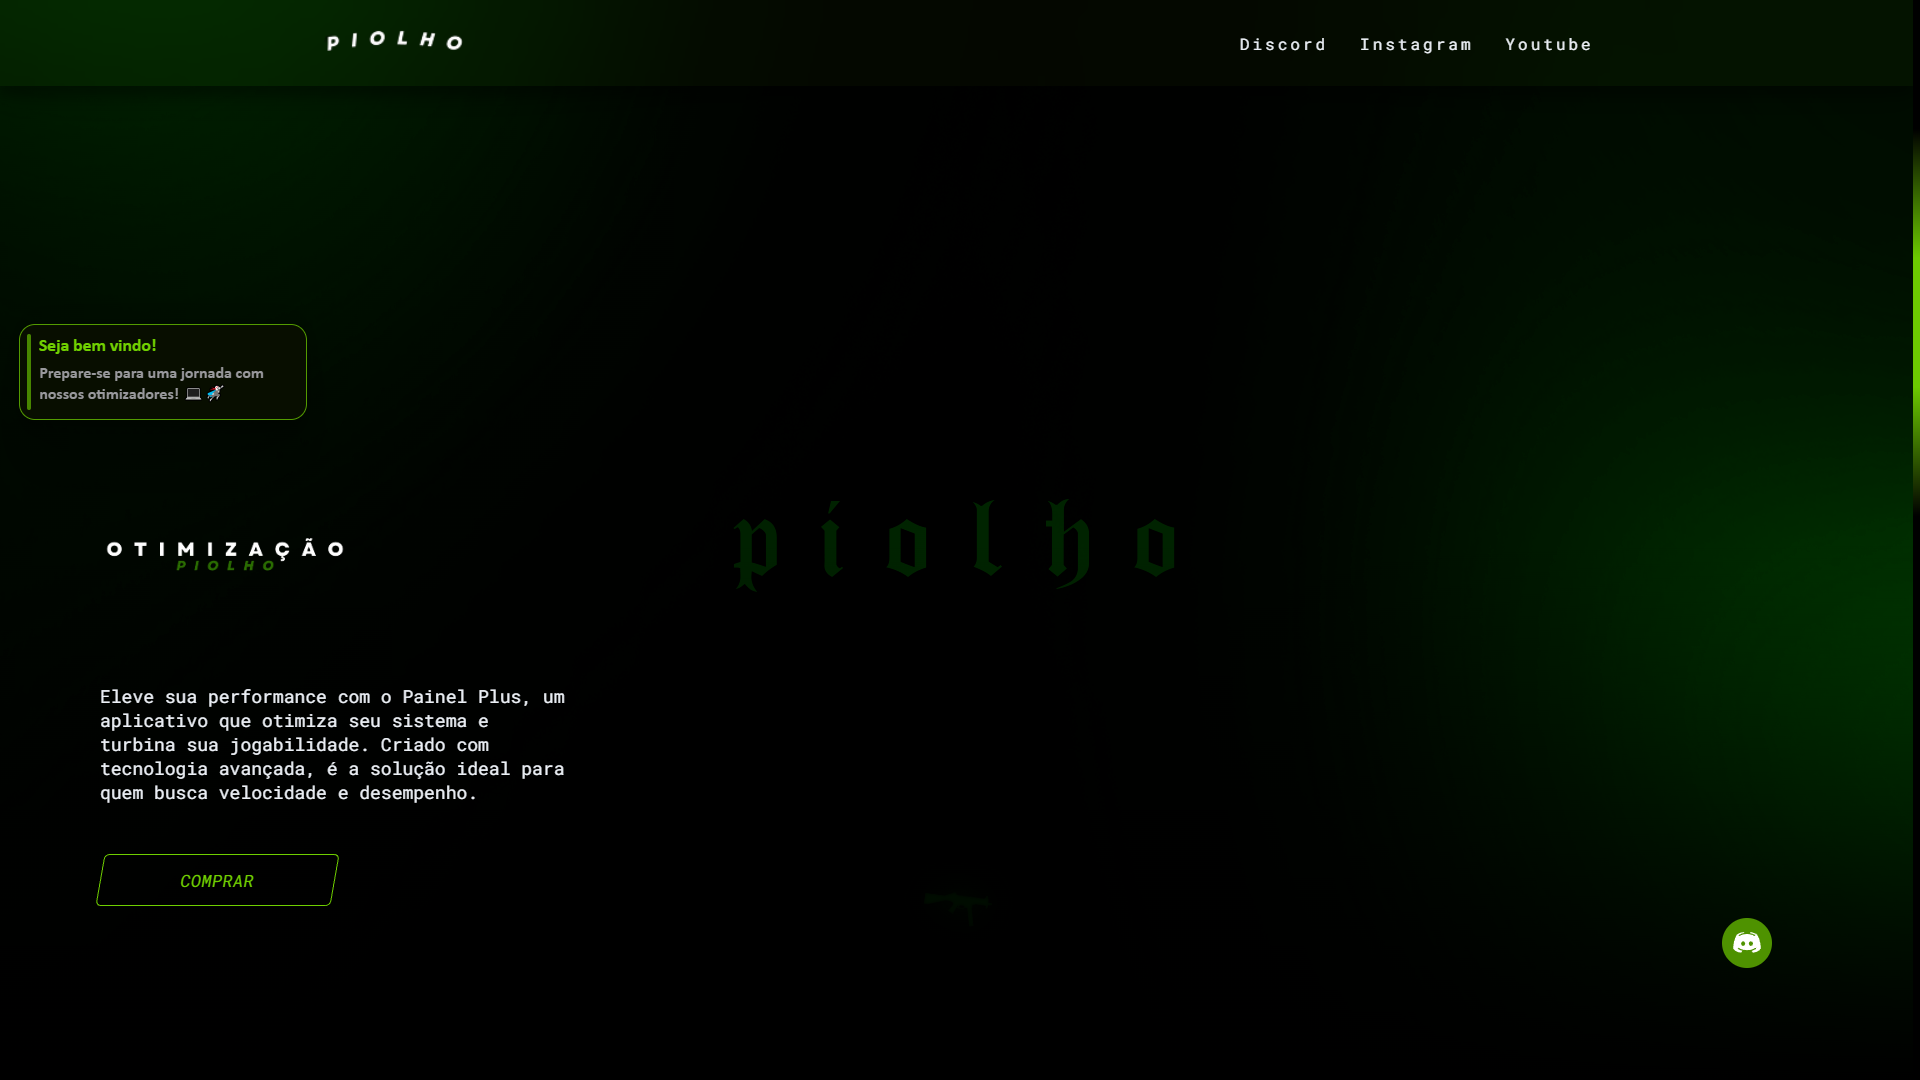 PIOLHO
Discord Instagram Youtube
Seja bem vindo!
Prepare-se para uma jornada com
nossos otimizadores! 💻 🚀
piolho
OTIMIZAÇÃO
PIOLHO
Eleve sua performance com o Painel Plus, um
aplicativo que otimiza seu sistema e
turbina sua jogabilidade. Criado com
tecnologia avançada, é a solução ideal para
quem busca velocidade e desempenho.
COMPRAR